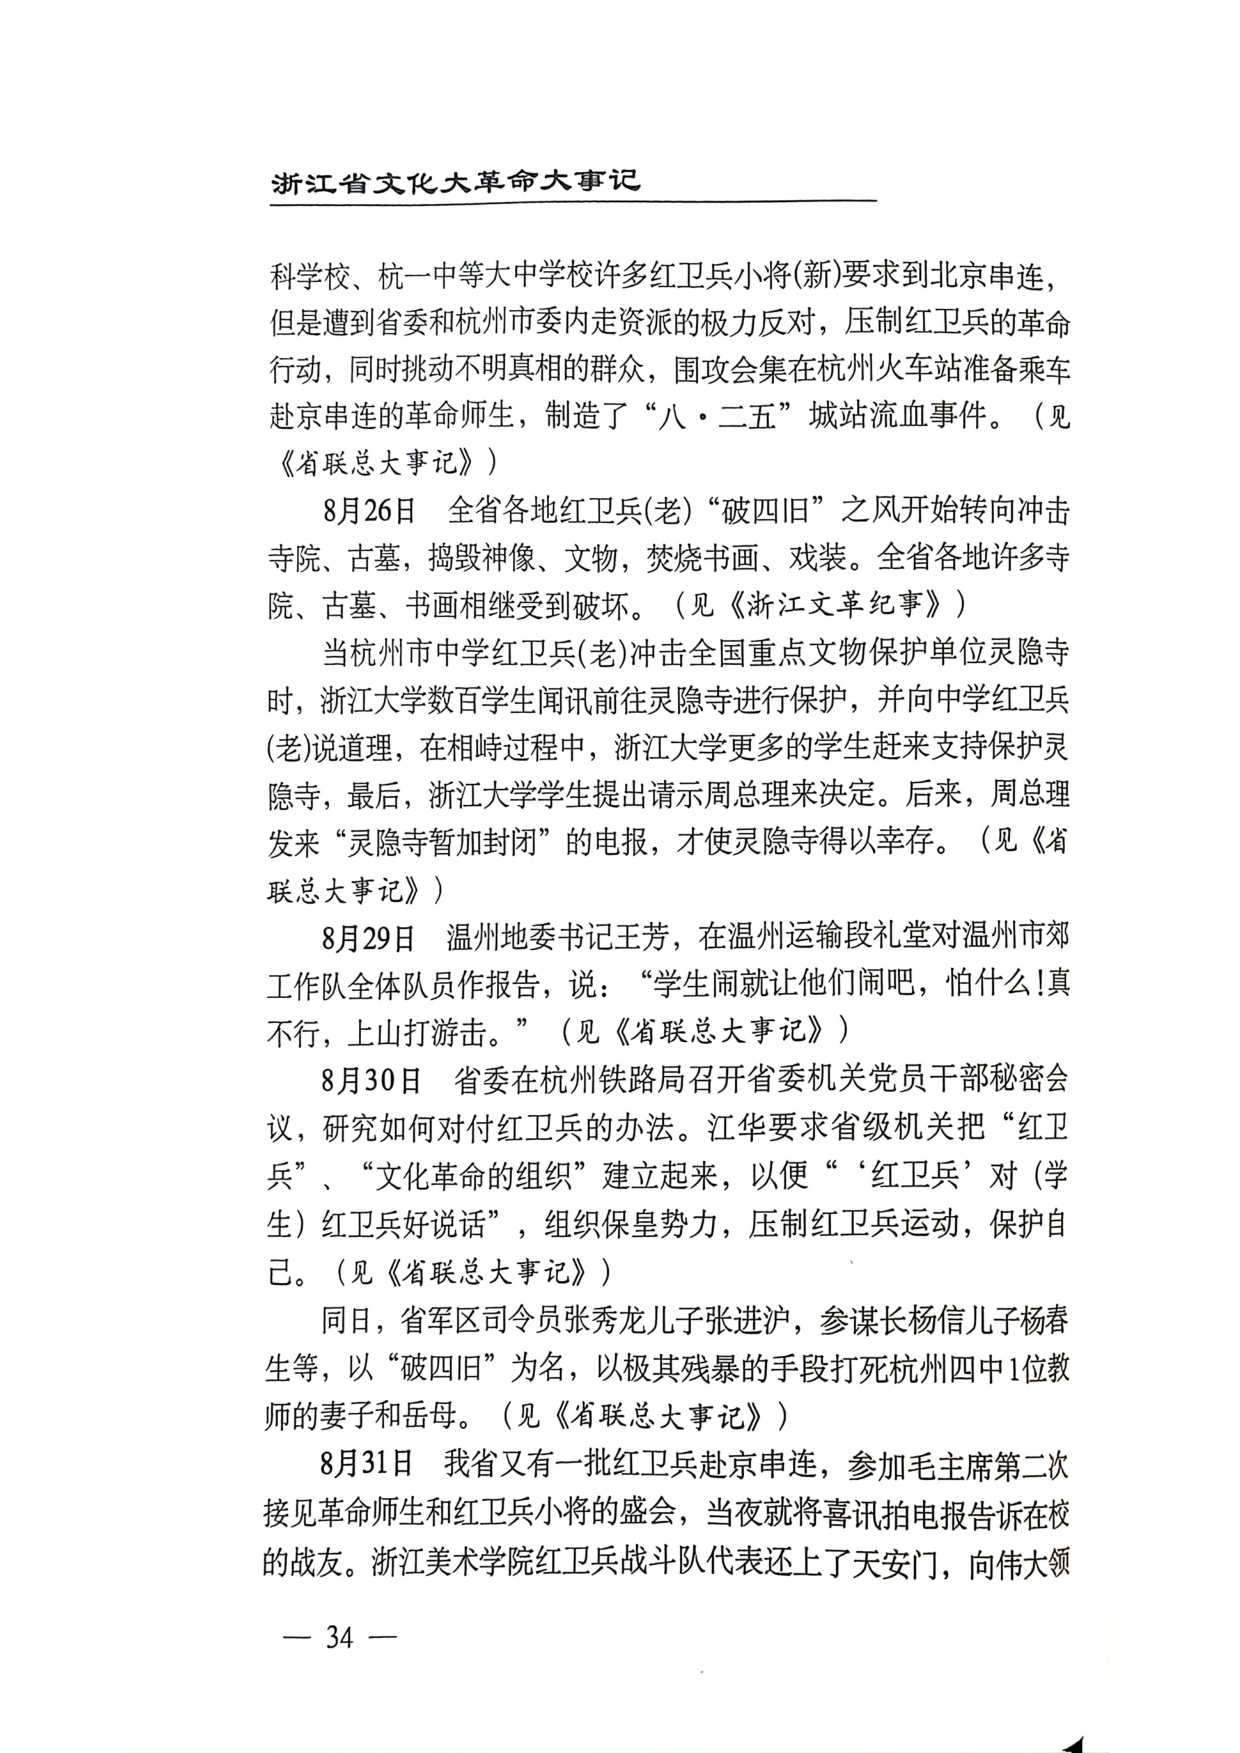 浙江省文化大革命大事记
科学校、杭一中等大中学校许多红卫兵小将(新)要求到北京串连，
但是遭到省委和杭州市委内走资派的极力反对，压制红卫兵的革命
行动，同时挑动不明真相的群众，围攻会集在杭州火车站准备乘车
赴京串连的革命师生，制造了“八·二五”城站流血事件。（见
《省联总大事记》）
8月26日　全省各地红卫兵(老)“破四旧”之风开始转向冲击
寺院、古墓，捣毁神像、文物，焚烧书画、戏装。全省各地许多寺
院、古墓、书画相继受到破坏。（见《浙江文革纪事》）
当杭州市中学红卫兵(老)冲击全国重点文物保护单位灵隐寺
时，浙江大学数百学生闻讯前往灵隐寺进行保护，并向中学红卫兵
(老)说道理，在相峙过程中，浙江大学更多的学生赶来支持保护灵
隐寺，最后，浙江大学学生提出请示周总理来决定。后来，周总理
发来“灵隐寺暂加封闭”的电报，才使灵隐寺得以幸存。（见《省
联总大事记》）
8月29日　温州地委书记王芳，在温州运输段礼堂对温州市郊
工作队全体队员作报告，说：“学生闹就让他们闹吧，怕什么!真
不行，上山打游击。”（见《省联总大事记》）
8月30日　省委在杭州铁路局召开省委机关党员干部秘密会
议，研究如何对付红卫兵的办法。江华要求省级机关把“红卫
兵”、“文化革命的组织”建立起来，以便“‘红卫兵’对（学
生）红卫兵好说话”，组织保皇势力，压制红卫兵运动，保护自
己。（见《省联总大事记》）
同日，省军区司令员张秀龙儿子张进沪，参谋长杨信儿子杨春
生等，以“破四旧”为名，以极其残暴的手段打死杭州四中1位教
师的妻子和岳母。（见《省联总大事记》）
8月31日　我省又有一批红卫兵赴京串连，参加毛主席第二次
接见革命师生和红卫兵小将的盛会，当夜就将喜讯拍电报告诉在校
的战友。浙江美术学院红卫兵战斗队代表还上了天安门，向伟大领
— 34 —